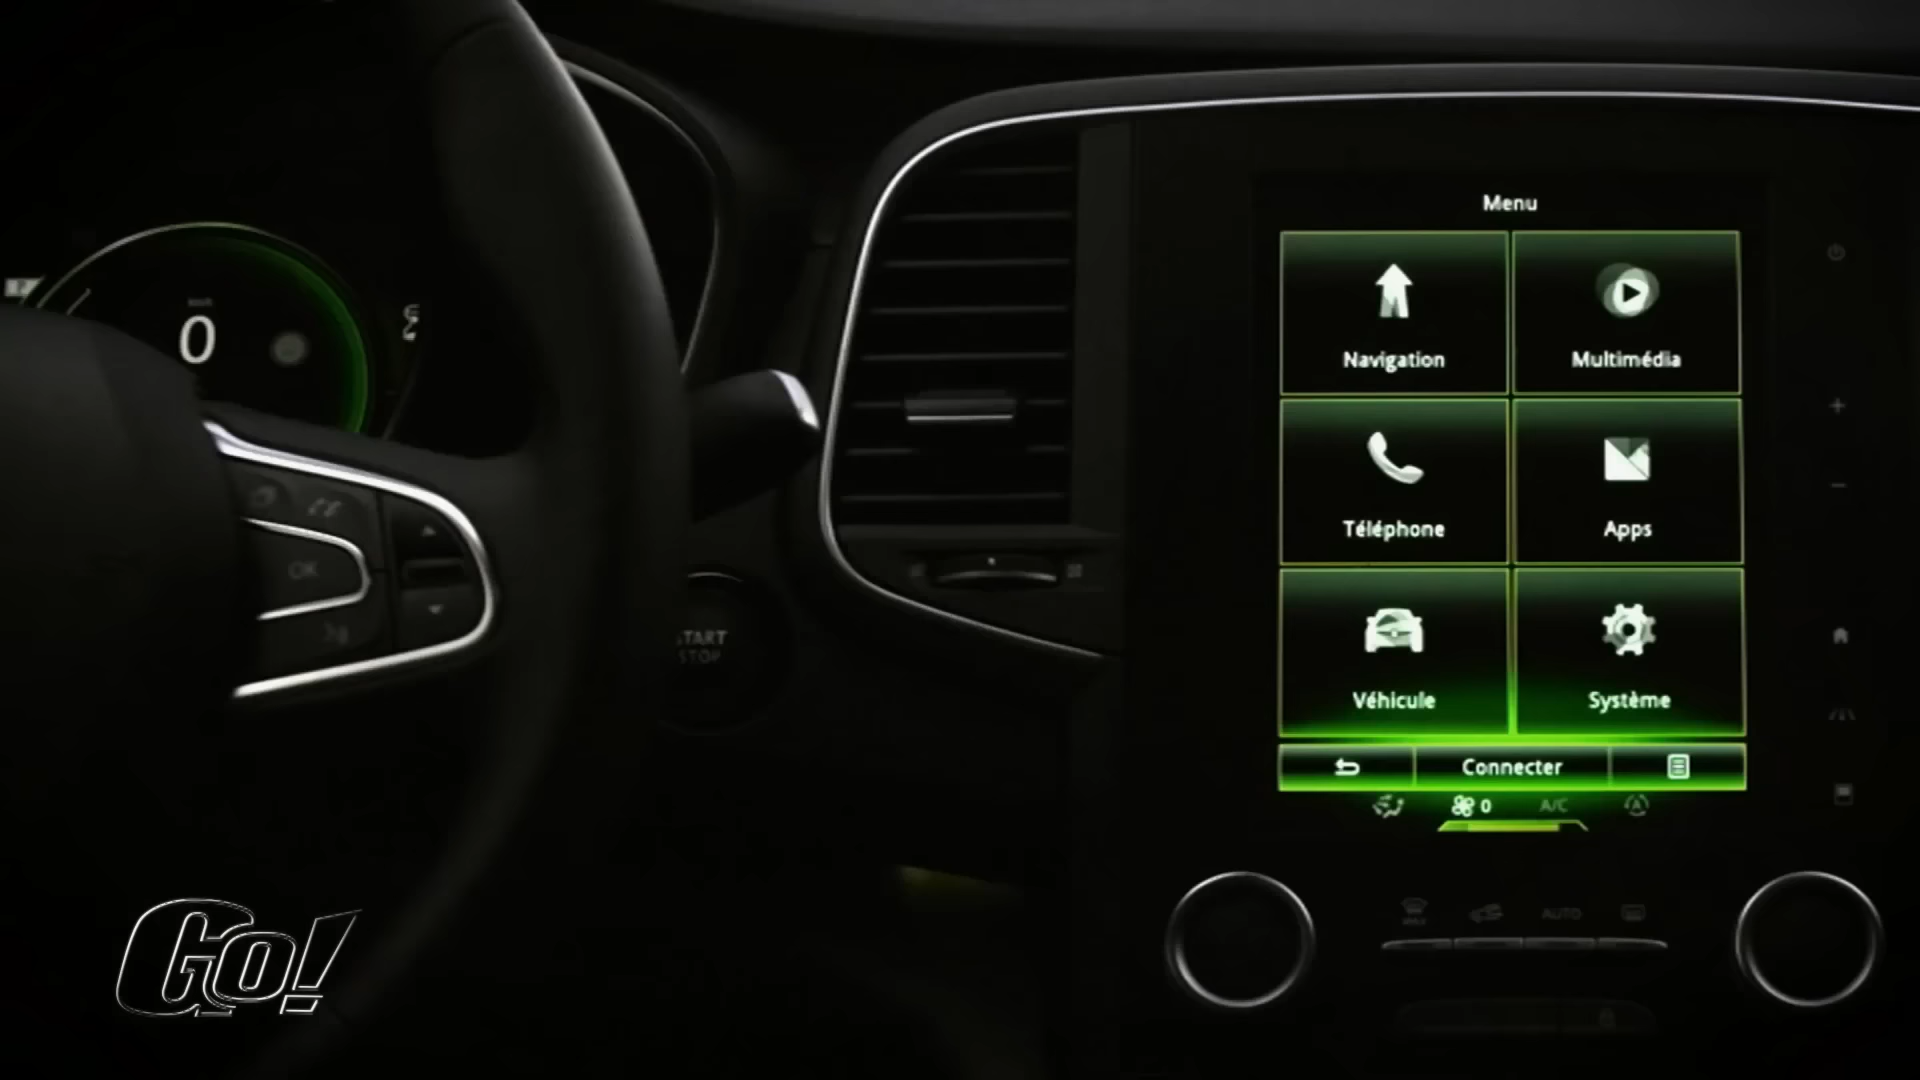 Menu
Navigation
Multimédia
0
Téléphone
Apps
OK
START
STOP
Véhicule
Système
Connecter
0
A/C
AUTO
Go!